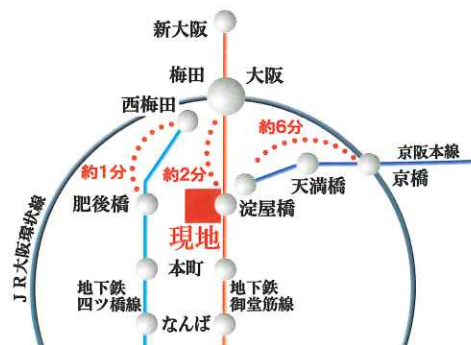 新大阪
梅田
大阪
西梅田
約6分
京阪本線
約1分
約2分
天満橋
京橋
肥後橋
淀屋橋
現地
JR大阪環状線
本町
地下鉄
四ツ橋線
地下鉄
御堂筋線
なんば